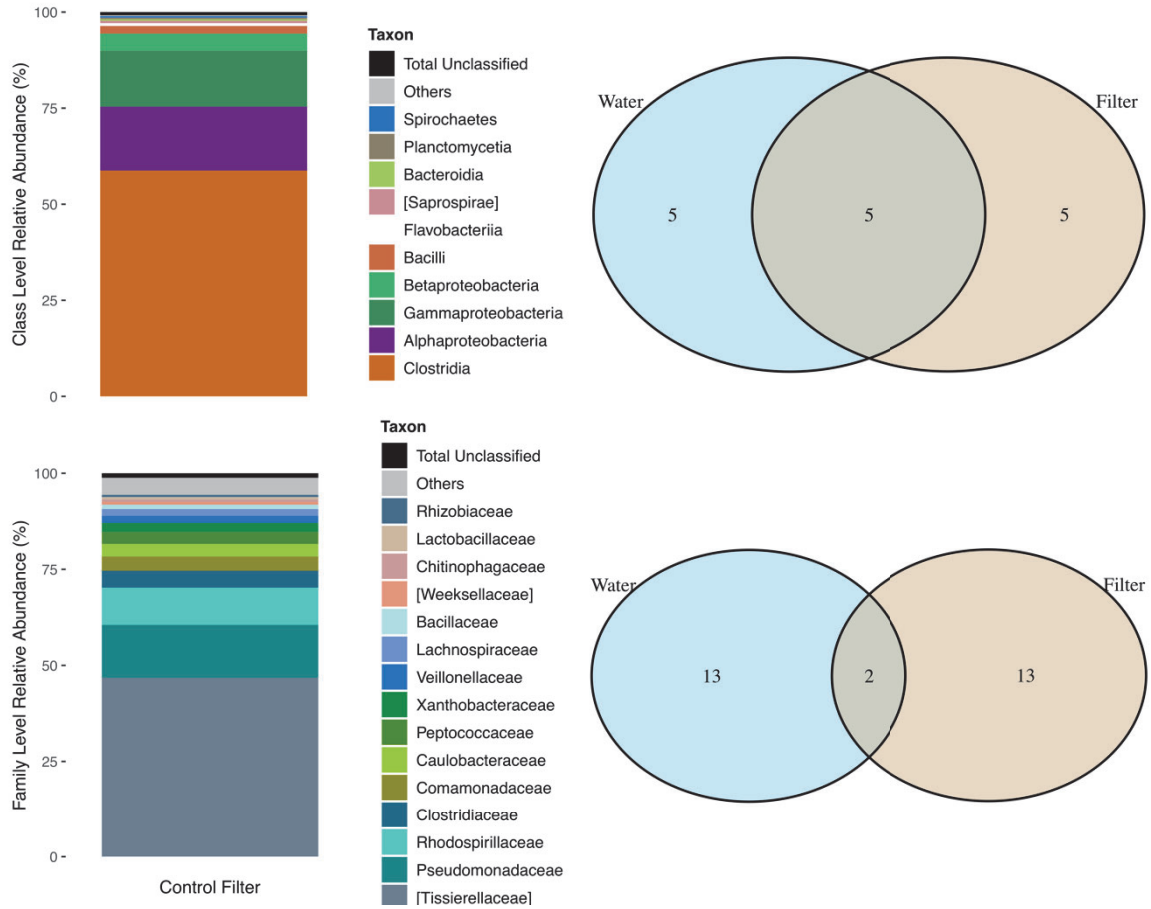 Class Level Relative Abundance (%)
100
75
50
25
0
Taxon
Total Unclassified
Others
Spirochaetes
Planctomycetia
Bacteroidia
[Saprospirae]
Flavobacteriia
Bacilli
Betaproteobacteria
Gammaproteobacteria
Alphaproteobacteria
Clostridia
Water
Filter
5
5
5
Family Level Relative Abundance (%)
100
75
50
25
0
Control Filter
Taxon
Total Unclassified
Others
Rhizobiaceae
Lactobacillaceae
Chitinophagaceae
[Weeksellaceae]
Bacillaceae
Lachnospiraceae
Veillonellaceae
Xanthobacteraceae
Peptococcaceae
Caulobacteraceae
Comamonadaceae
Clostridiaceae
Rhodospirillaceae
Pseudomonadaceae
[Tissierellaceae]
Water
Filter
13
2
13